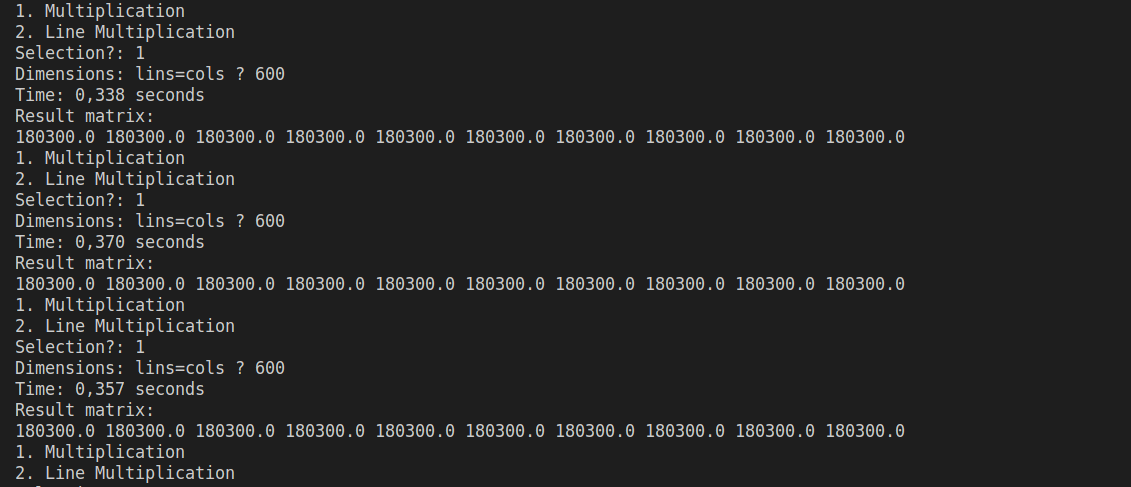 1. Multiplication
2. Line Multiplication
Selection?: 1
Dimensions: lins=cols ? 600
Time: 0,338 seconds
Result matrix:
180300.0 180300.0 180300.0 180300.0 180300.0 180300.0 180300.0 180300.0 180300.0 180300.0
1. Multiplication
2. Line Multiplication
Selection?: 1
Dimensions: lins=cols ? 600
Time: 0,370 seconds
Result matrix:
180300.0 180300.0 180300.0 180300.0 180300.0 180300.0 180300.0 180300.0 180300.0 180300.0
1. Multiplication
2. Line Multiplication
Selection?: 1
Dimensions: lins=cols ? 600
Time: 0,357 seconds
Result matrix:
180300.0 180300.0 180300.0 180300.0 180300.0 180300.0 180300.0 180300.0 180300.0 180300.0
1. Multiplication
2. Line Multiplication